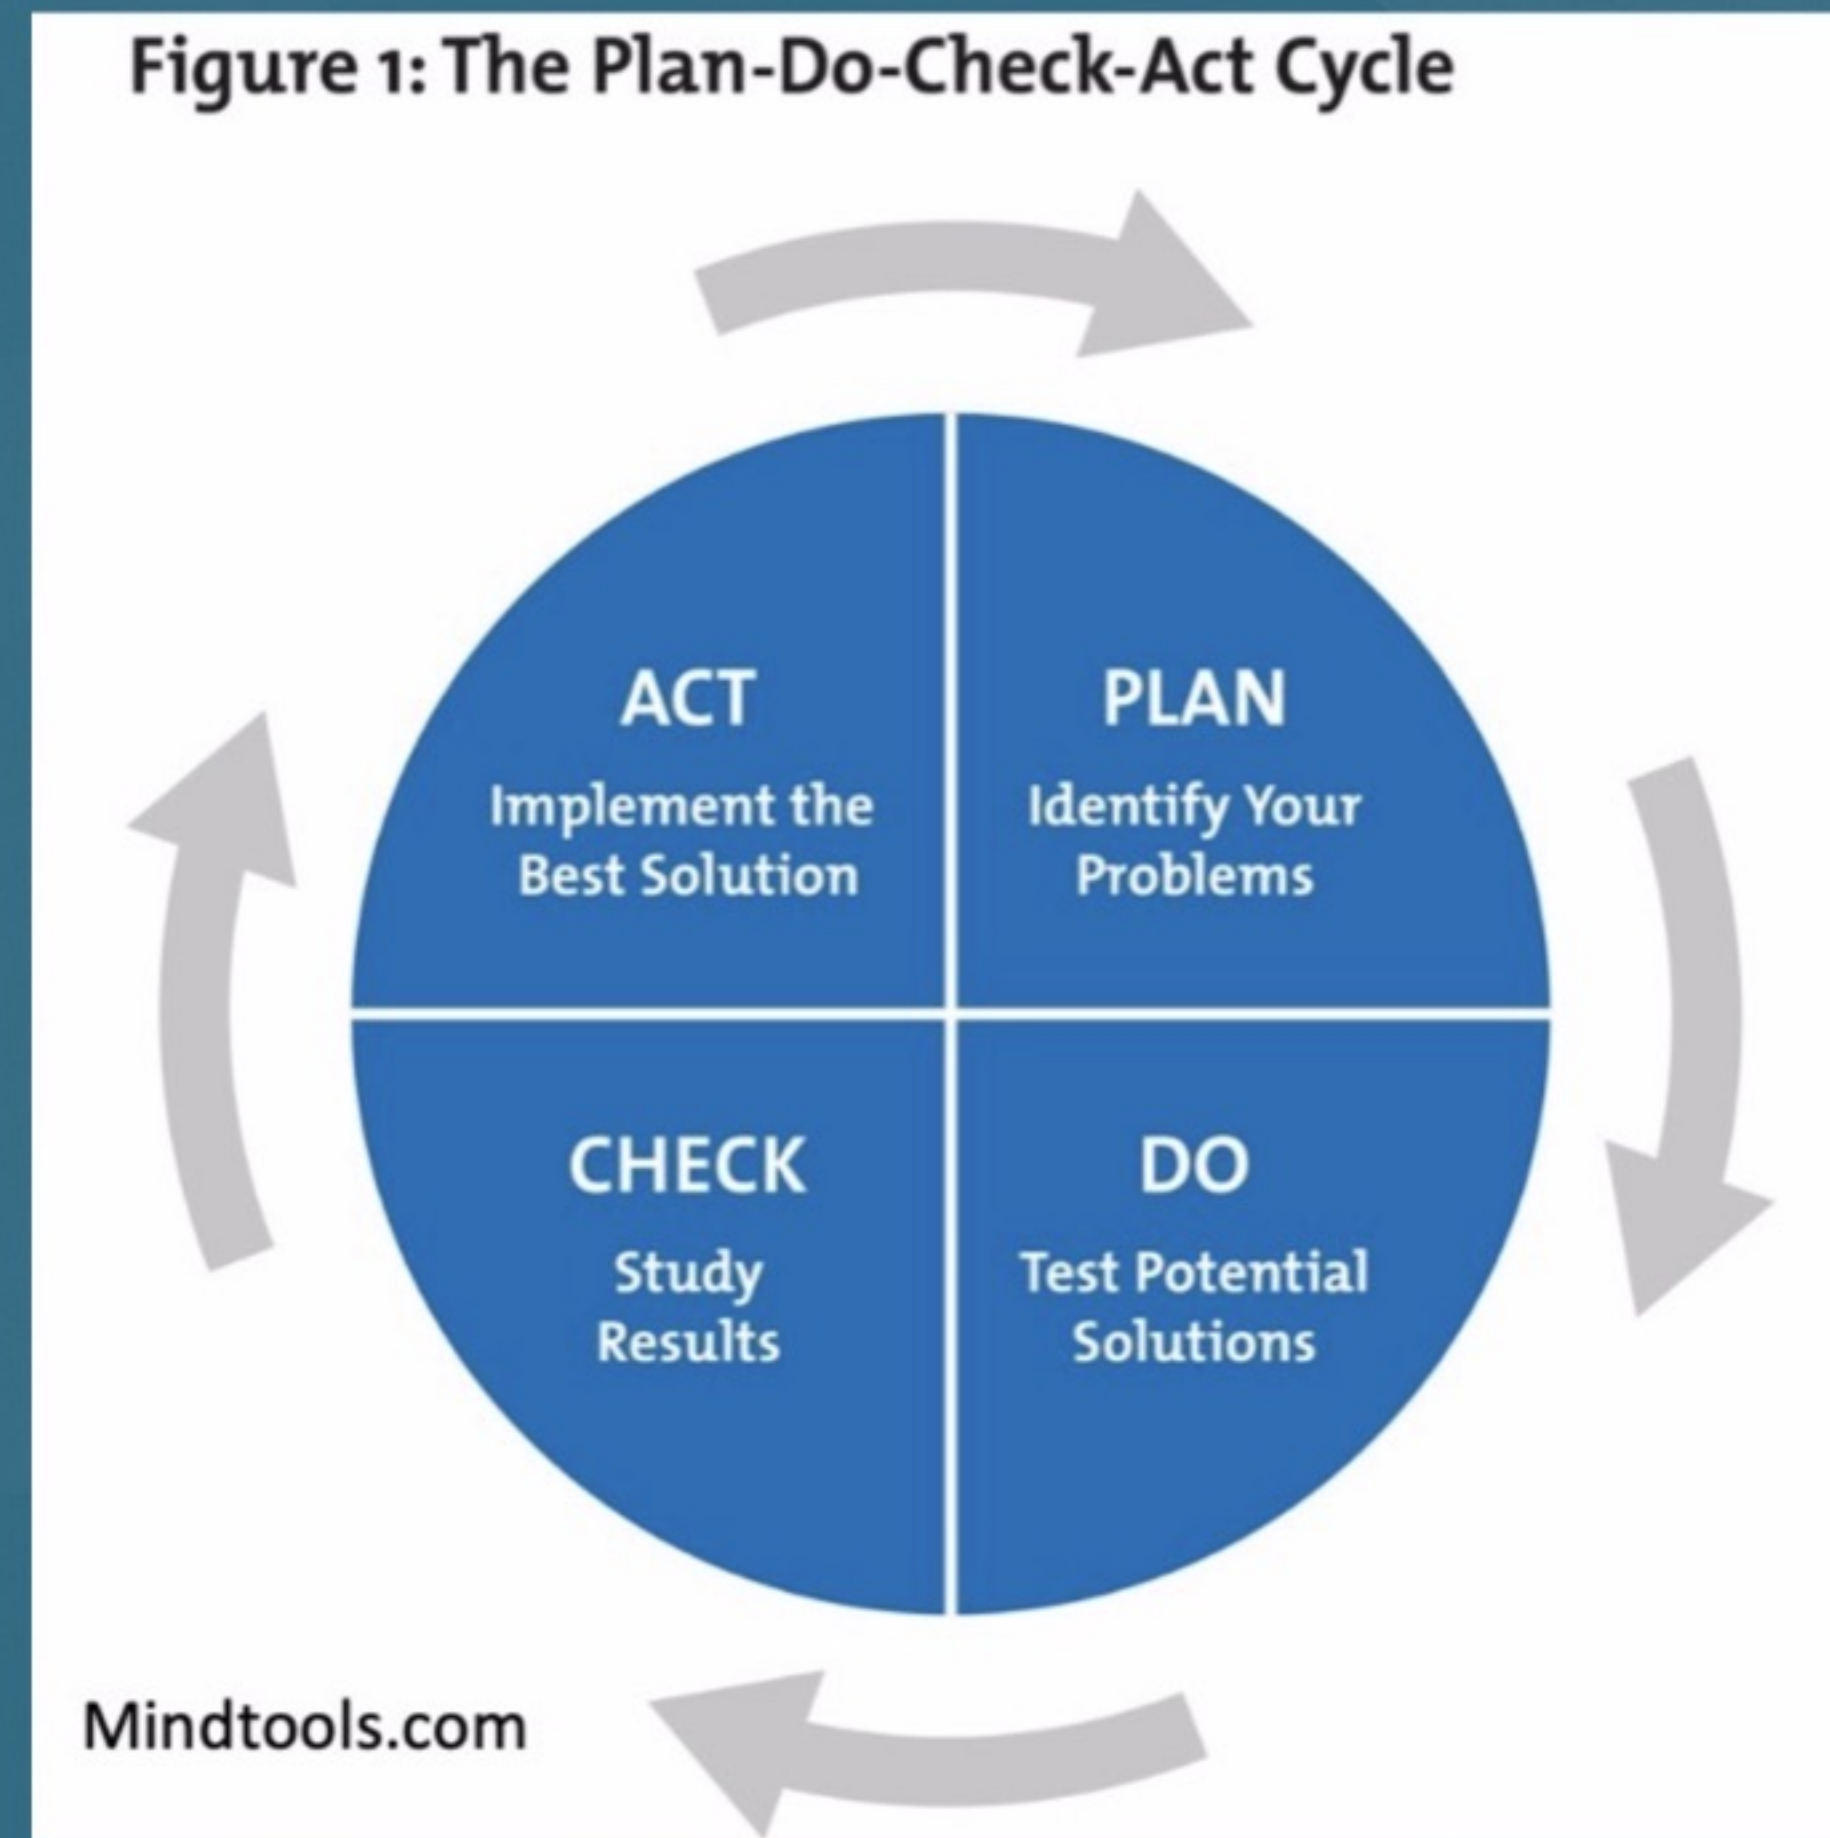 Figure 1: The Plan-Do-Check-Act Cycle
ACT
Implement the
Best Solution
PLAN
Identify Your
Problems
CHECK
Study
Results
DO
Test Potential
Solutions
Mindtools.com